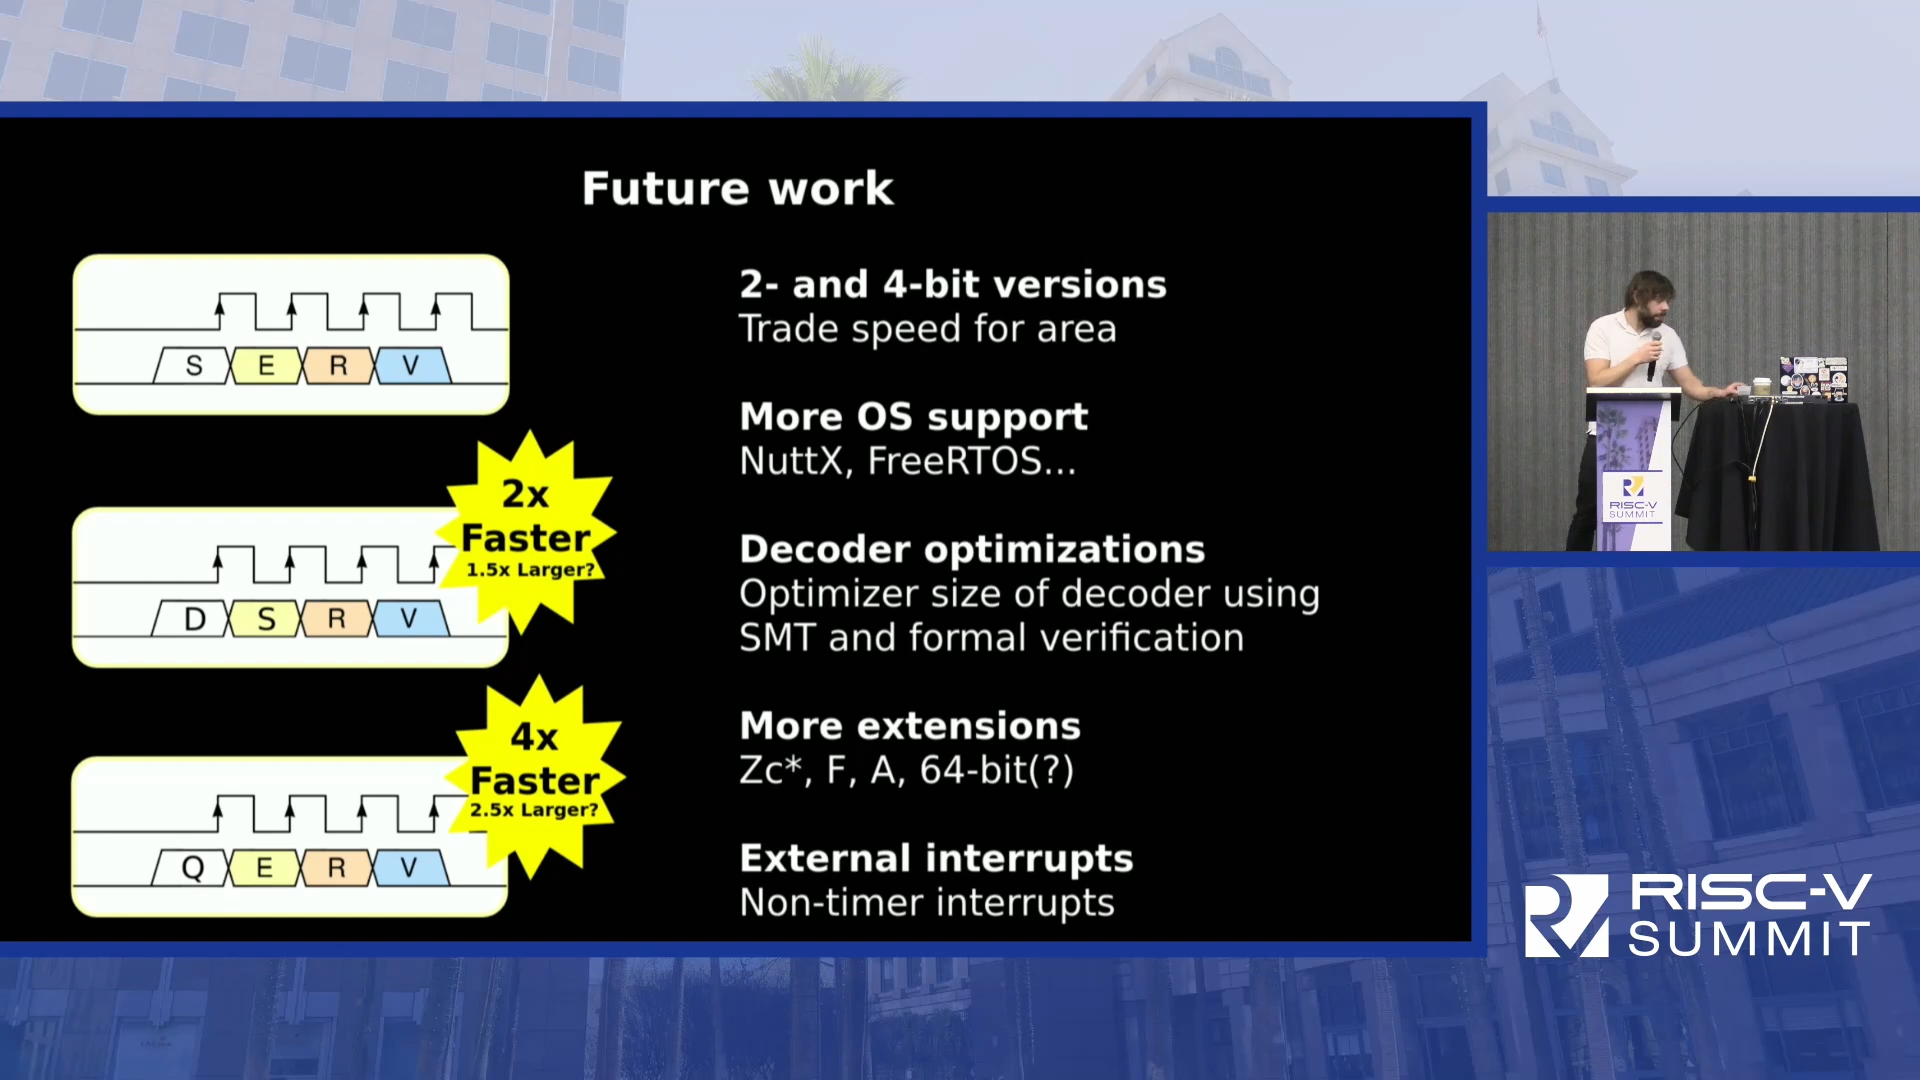 Future work
S E R V
2x
Faster
1.5x Larger?
D S R V
4x
Faster
2.5x Larger?
Q E R V
2- and 4-bit versions
Trade speed for area
More OS support
NuttX, FreeRTOS...
Decoder optimizations
Optimizer size of decoder using
SMT and formal verification
More extensions
Zc*, F, A, 64-bit(?)
External interrupts
Non-timer interrupts
RISC-V
SUMMIT
RISC-V
SUMMIT